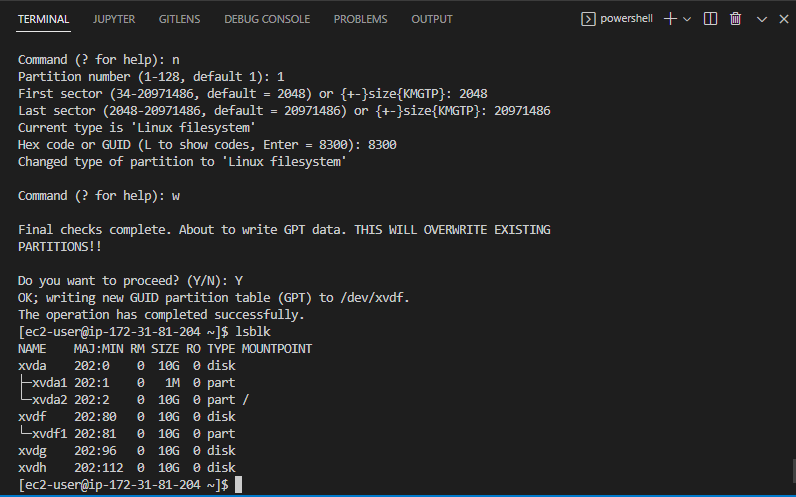 TERMINAL JUPYTER GITLENS DEBUG CONSOLE PROBLEMS OUTPUT powershell
Command (? for help): n
Partition number (1-128, default 1): 1
First sector (34-20971486, default = 2048) or {+-}size{KMGTP}: 2048
Last sector (2048-20971486, default = 20971486) or {+-}size{KMGTP}: 20971486
Current type is 'Linux filesystem'
Hex code or GUID (L to show codes, Enter = 8300): 8300
Changed type of partition to 'Linux filesystem'
Command (? for help): w
Final checks complete. About to write GPT data. THIS WILL OVERWRITE EXISTING
PARTITIONS!!
Do you want to proceed? (Y/N): Y
OK; writing new GUID partition table (GPT) to /dev/xvdf.
The operation has completed successfully.
[ec2-user@ip-172-31-81-204 ~]$ lsblk
NAME    MAJ:MIN RM SIZE RO TYPE MOUNTPOINT
xvda    202:0    0  10G  0 disk
├─xvda1 202:1    0   1M  0 part
└─xvda2 202:2    0  10G  0 part /
xvdf    202:80   0  10G  0 disk
└─xvdf1 202:81   0  10G  0 part
xvdg    202:96   0  10G  0 disk
xvdh    202:112  0  10G  0 disk
[ec2-user@ip-172-31-81-204 ~]$